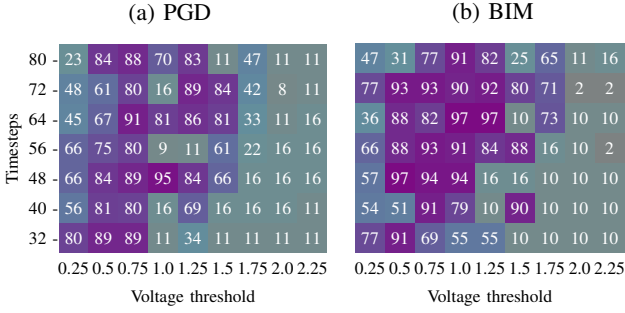 (a) PGD (b) BIM
80 - 23 84 88 70 83 11 47 11 11 47 31 77 91 82 25 65 11 16
72 - 48 61 80 16 89 84 42 8 11 77 93 93 90 92 80 71 2 2
64 - 45 67 91 81 86 81 33 11 16 36 88 82 97 97 10 73 10 10
56 - 66 75 80 9 11 61 22 16 16 66 88 93 91 84 88 16 10 2
48 - 66 84 89 95 84 66 16 16 16 57 97 94 94 16 16 10 10 10
40 - 56 81 80 16 69 16 16 16 11 54 51 91 79 10 90 10 10 10
32 - 80 89 89 11 34 11 11 11 11 77 91 69 55 55 10 10 10 10
Timesteps
0.25 0.5 0.75 1.0 1.25 1.5 1.75 2.0 2.25 0.25 0.5 0.75 1.0 1.25 1.5 1.75 2.0 2.25
Voltage threshold Voltage threshold